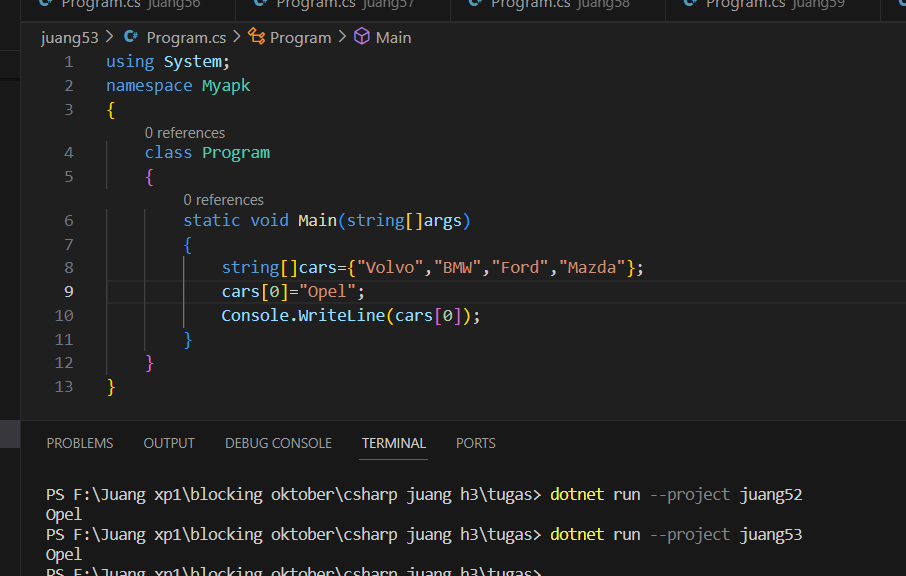 Program.cs juang56 Program.cs juang57 Program.cs juang58 Program.cs juang59
juang53 > Program.cs > Program > Main
1 using System;
2 namespace Myapk
3 {
0 references
4 class Program
5 {
0 references
6 static void Main(string[]args)
7 {
8 string[]cars={"Volvo","BMW","Ford","Mazda"};
9 cars[0]="Opel";
10 Console.WriteLine(cars[0]);
11 }
12 }
13 }
PROBLEMS OUTPUT DEBUG CONSOLE TERMINAL PORTS
PS F:\Juang xp1\blocking oktober\csharp juang h3\tugas> dotnet run --project juang52
Opel
PS F:\Juang xp1\blocking oktober\csharp juang h3\tugas> dotnet run --project juang53
Opel
PS F:\Juang xp1\blocking oktober\csharp juang h3\tugas>